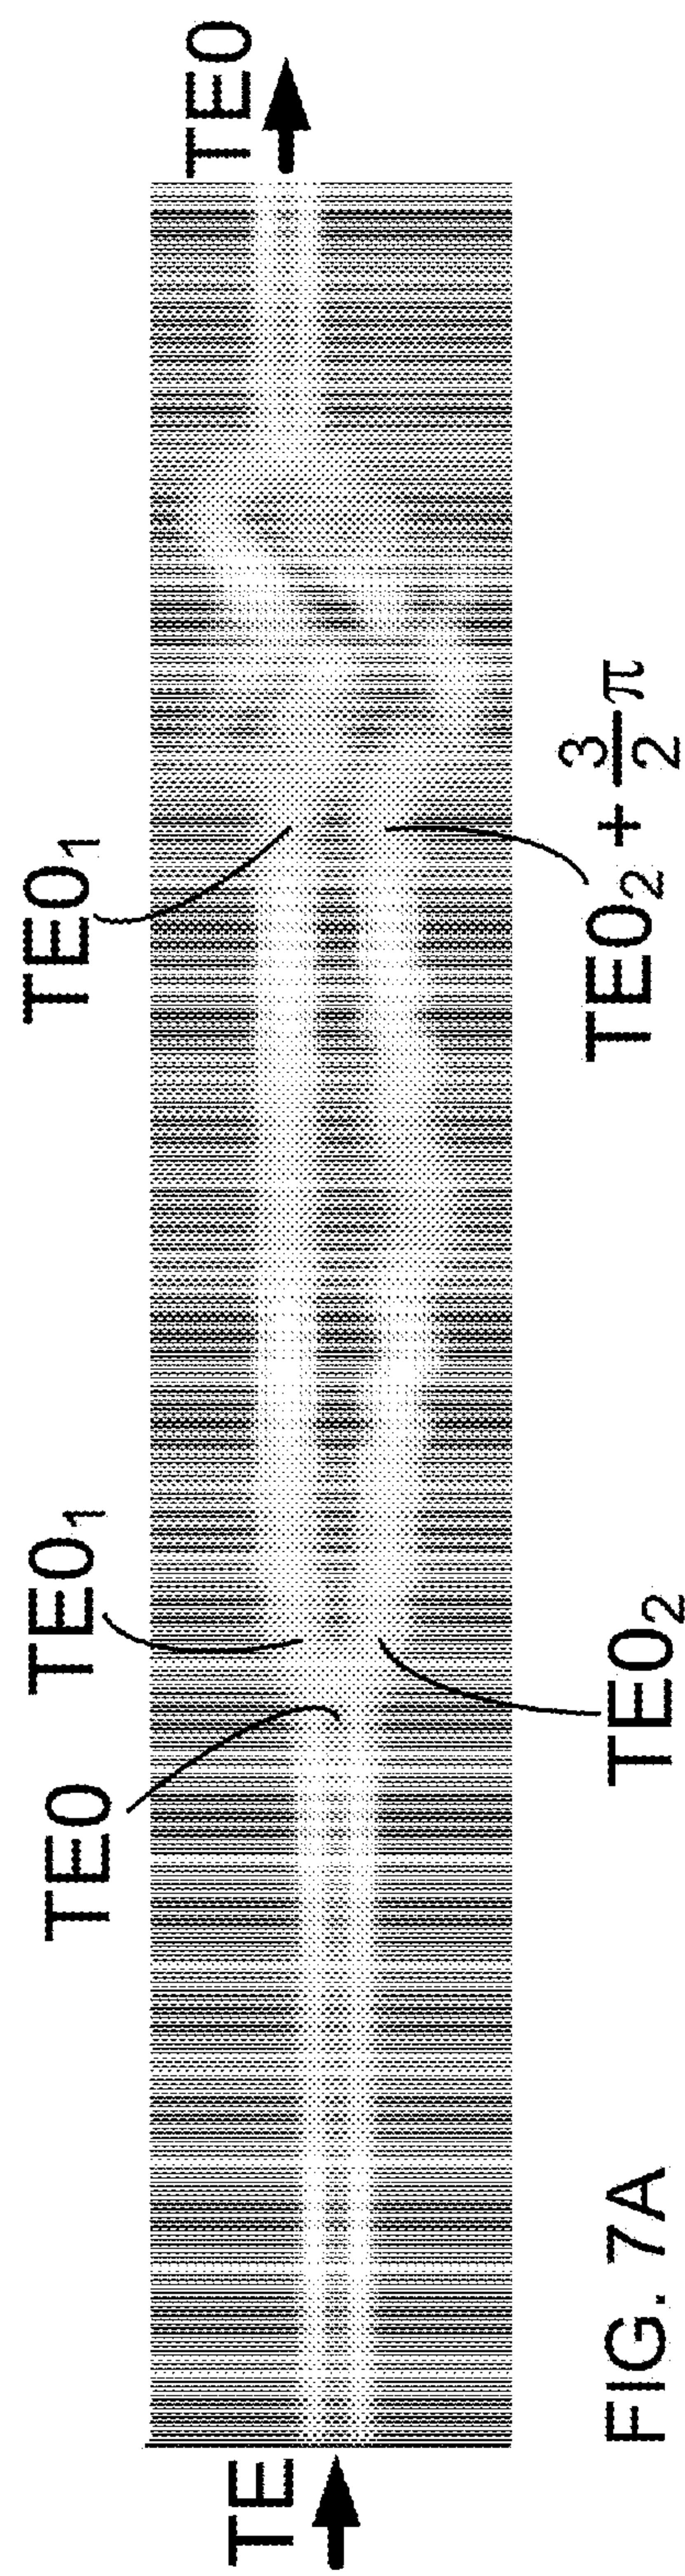 TE
TE0
TE0₁
TE0₂
TE0₁
TE0₂ + 3/2 π
TE0
FIG. 7A